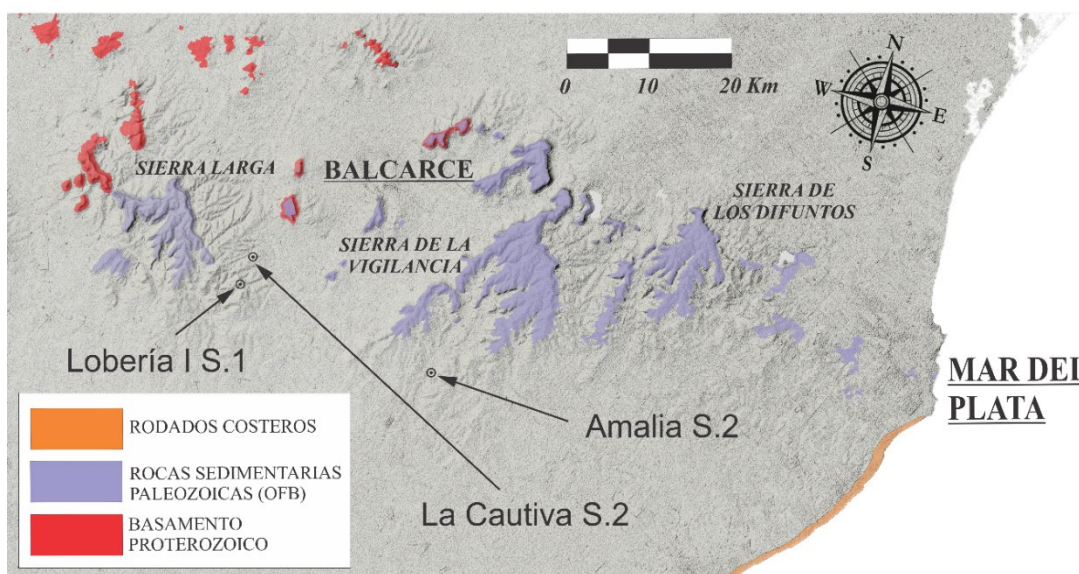 N
W
E
S
0 10 20 Km
SIERRA LARGA
BALCARCE
SIERRA DE
LOS DIFUNTOS
SIERRA DE LA
VIGILANCIA
Lobería I S.1
Amalia S.2
La Cautiva S.2
MAR DEL
PLATA
RODADOS COSTEROS
ROCAS SEDIMENTARIAS
PALEOZOICAS (OFB)
BASAMENTO
PROTEROZOICO